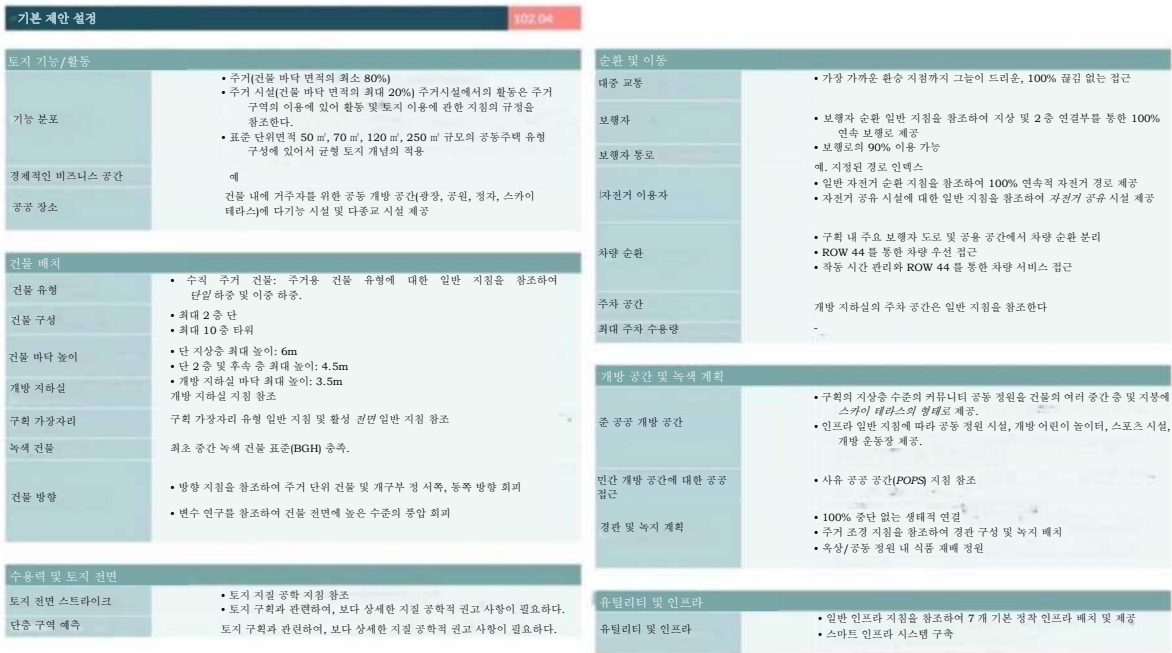 기본 제안 설정
102.04
토지 기능/활동
기능 분포
• 주거(건물 바닥 면적의 최소 80%)
• 주거 시설(건물 바닥 면적의 최대 20%) 주거시설에서의 활동은 주거
구역의 이용에 있어 활동 및 토지 이용에 관한 지침의 규정을
참조한다.
• 표준 단위면적 50 ㎡, 70 ㎡, 120 ㎡, 250 ㎡ 규모의 공동주택 유형
구성에 있어서 균형 토지 개념의 적용
경제적인 비즈니스 공간
예
공공 장소
건물 내에 거주자를 위한 공동 개방 공간(광장, 공원, 정자, 스카이
테라스)에 다기능 시설 및 다종교 시설 제공
건물 배치
건물 유형
• 수직 주거 건물: 주거용 건물 유형에 대한 일반 지침을 참조하여
단일 하중 및 이중 하중.
건물 구성
• 최대 2 층 단
• 최대 10 층 타워
건물 바닥 높이
• 단 지상층 최대 높이: 6m
• 단 2 층 및 후속 층 최대 높이: 4.5m
• 개방 지하실 바닥 최대 높이: 3.5m
개방 지하실
개방 지하실 지침 참조
구획 가장자리
구획 가장자리 유형 일반 지침 및 활성 전면 일반 지침 참조
녹색 건물
최초 중간 녹색 건물 표준(BGH) 충족.
건물 방향
• 방향 지침을 참조하여 주거 단위 건물 및 개구부 정 서쪽, 동쪽 방향 회피
• 변수 연구를 참조하여 건물 전면에 높은 수준의 풍압 회피
수용력 및 토지 전면
토지 전면 스트라이크
• 토지 지질 공학 지침 참조
• 토지 구획과 관련하여, 보다 상세한 지질 공학적 권고 사항이 필요하다.
단층 구역 예측
토지 구획과 관련하여, 보다 상세한 지질 공학적 권고 사항이 필요하다.
순환 및 이동
대중 교통
• 가장 가까운 환승 지점까지 그늘이 드리운, 100% 끊김 없는 접근
보행자
• 보행자 순환 일반 지침을 참조하여 지상 및 2 층 연결부를 통한 100%
연속 보행로 제공
• 보행로의 90% 이용 가능
보행자 통로
예. 지정된 경로 인덱스
자전거 이용자
• 일반 자전거 순환 지침을 참조하여 100% 연속적 자전거 경로 제공
• 자전거 공유 시설에 대한 일반 지침을 참조하여 자전거 공유 시설 제공
차량 순환
• 구획 내 주요 보행자 도로 및 공용 공간에서 차량 순환 분리
• ROW 44 를 통한 차량 우선 접근
• 작동 시간 관리와 ROW 44 를 통한 차량 서비스 접근
주차 공간
개방 지하실의 주차 공간은 일반 지침을 참조한다
최대 주차 수용량
-
개방 공간 및 녹색 계획
준 공공 개방 공간
• 구획의 지상층 수준의 커뮤니티 공동 정원을 건물의 여러 중간 층 및 지붕에
스카이 테라스의 형태로 제공.
• 인프라 일반 지침에 따라 공동 정원 시설, 개방 어린이 놀이터, 스포츠 시설,
개방 운동장 제공.
민간 개방 공간에 대한 공공
접근
• 사유 공공 공간(POPS) 지침 참조
경관 및 녹지 계획
• 100% 중단 없는 생태적 연결
• 주거 조경 지침을 참조하여 경관 구성 및 녹지 배치
• 옥상/공동 정원 내 식품 재배 정원
유틸리티 및 인프라
유틸리티 및 인프라
• 일반 인프라 지침을 참조하여 7 개 기본 정착 인프라 배치 및 제공
• 스마트 인프라 시스템 구축